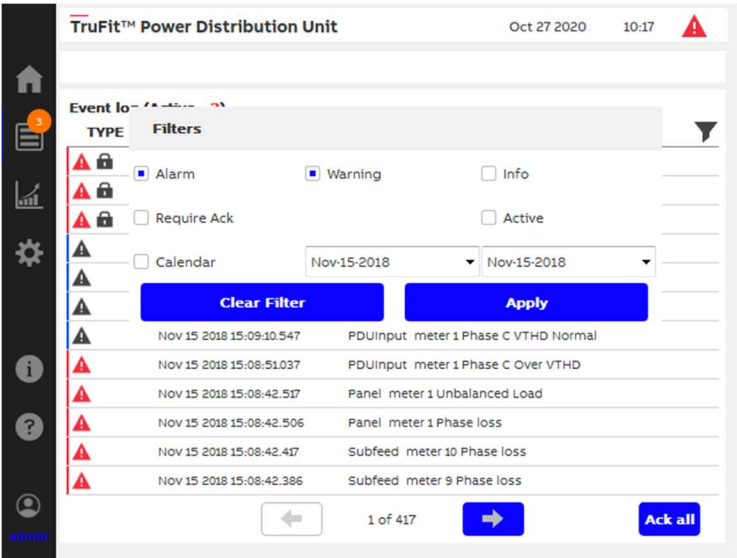 TruFit™ Power Distribution Unit Oct 27 2020 10:17
Event log (Active 3)
3
TYPE
Filters
Alarm Warning Info
Require Ack Active
Calendar Nov-15-2018 Nov-15-2018
Clear Filter Apply
Nov 15 2018 15:09:10.547 PDUInput meter 1 Phase C VTHD Normal
Nov 15 2018 15:08:51.037 PDUInput meter 1 Phase C Over VTHD
Nov 15 2018 15:08:42.517 Panel meter 1 Unbalanced Load
Nov 15 2018 15:08:42.506 Panel meter 1 Phase loss
Nov 15 2018 15:08:42.417 Subfeed meter 10 Phase loss
Nov 15 2018 15:08:42.386 Subfeed meter 9 Phase loss
1 of 417 Ack all
admin